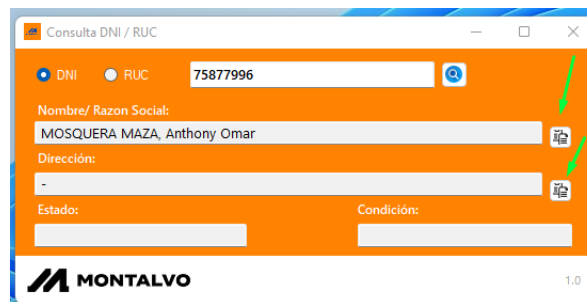 Consulta DNI / RUC
DNI RUC 75877996
Nombre/ Razon Social:
MOSQUERA MAZA, Anthony Omar
Dirección:
-
Estado: Condición:
MONTALVO 1.0